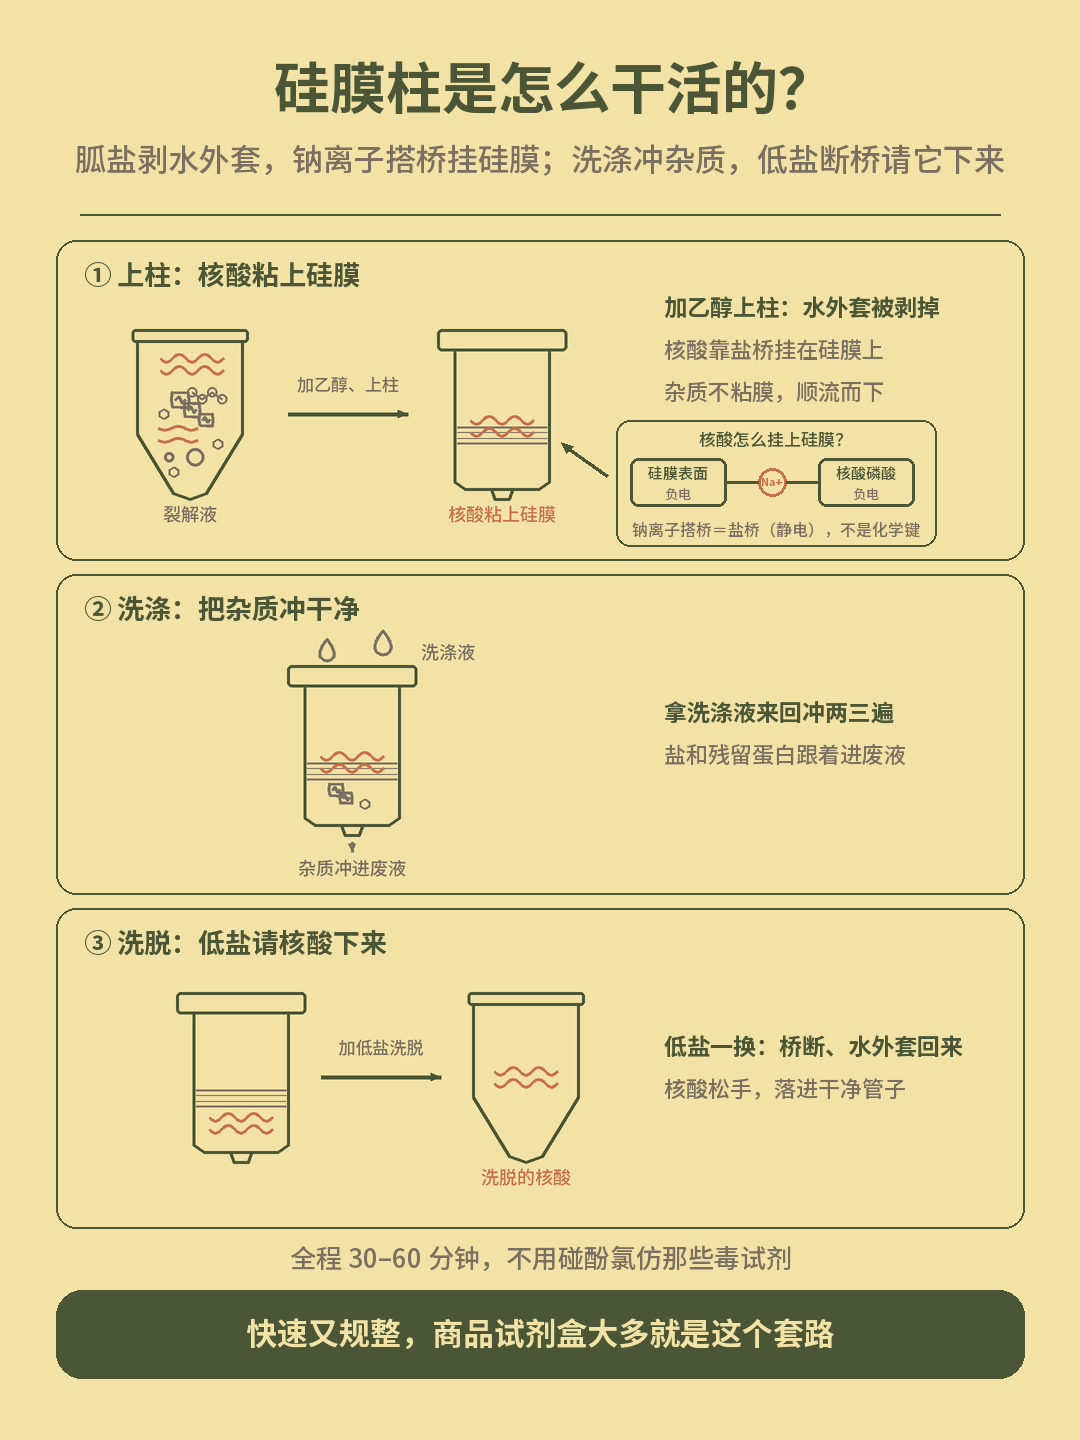 硅膜柱是怎么干活的？
胍盐剥水外套，钠离子搭桥挂硅膜；洗涤冲杂质，低盐断桥请它下来
① 上柱：核酸粘上硅膜
加乙醇、上柱
裂解液
核酸粘上硅膜
加乙醇上柱：水外套被剥掉
核酸靠盐桥挂在硅膜上
杂质不粘膜，顺流而下
核酸怎么挂上硅膜？
硅膜表面
负电
Na+
核酸磷酸
负电
钠离子搭桥＝盐桥（静电），不是化学键
② 洗涤：把杂质冲干净
洗涤液
杂质冲进废液
拿洗涤液来回冲两三遍
盐和残留蛋白跟着进废液
③ 洗脱：低盐请核酸下来
加低盐洗脱
洗脱的核酸
低盐一换：桥断、水外套回来
核酸松手，落进干净管子
全程 30–60 分钟，不用碰酚氯仿那些毒试剂
快速又规整，商品试剂盒大多就是这个套路